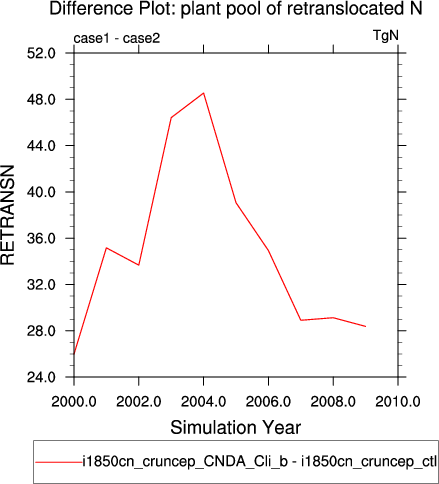 Difference Plot: plant pool of retranslocated N
case1 - case2
TgN
52.0
48.0
44.0
40.0
36.0
32.0
28.0
24.0
RETRANSN
2000.0 2002.0 2004.0 2006.0 2008.0 2010.0
Simulation Year
i1850cn_cruncep_CNDA_Cli_b - i1850cn_cruncep_ctl